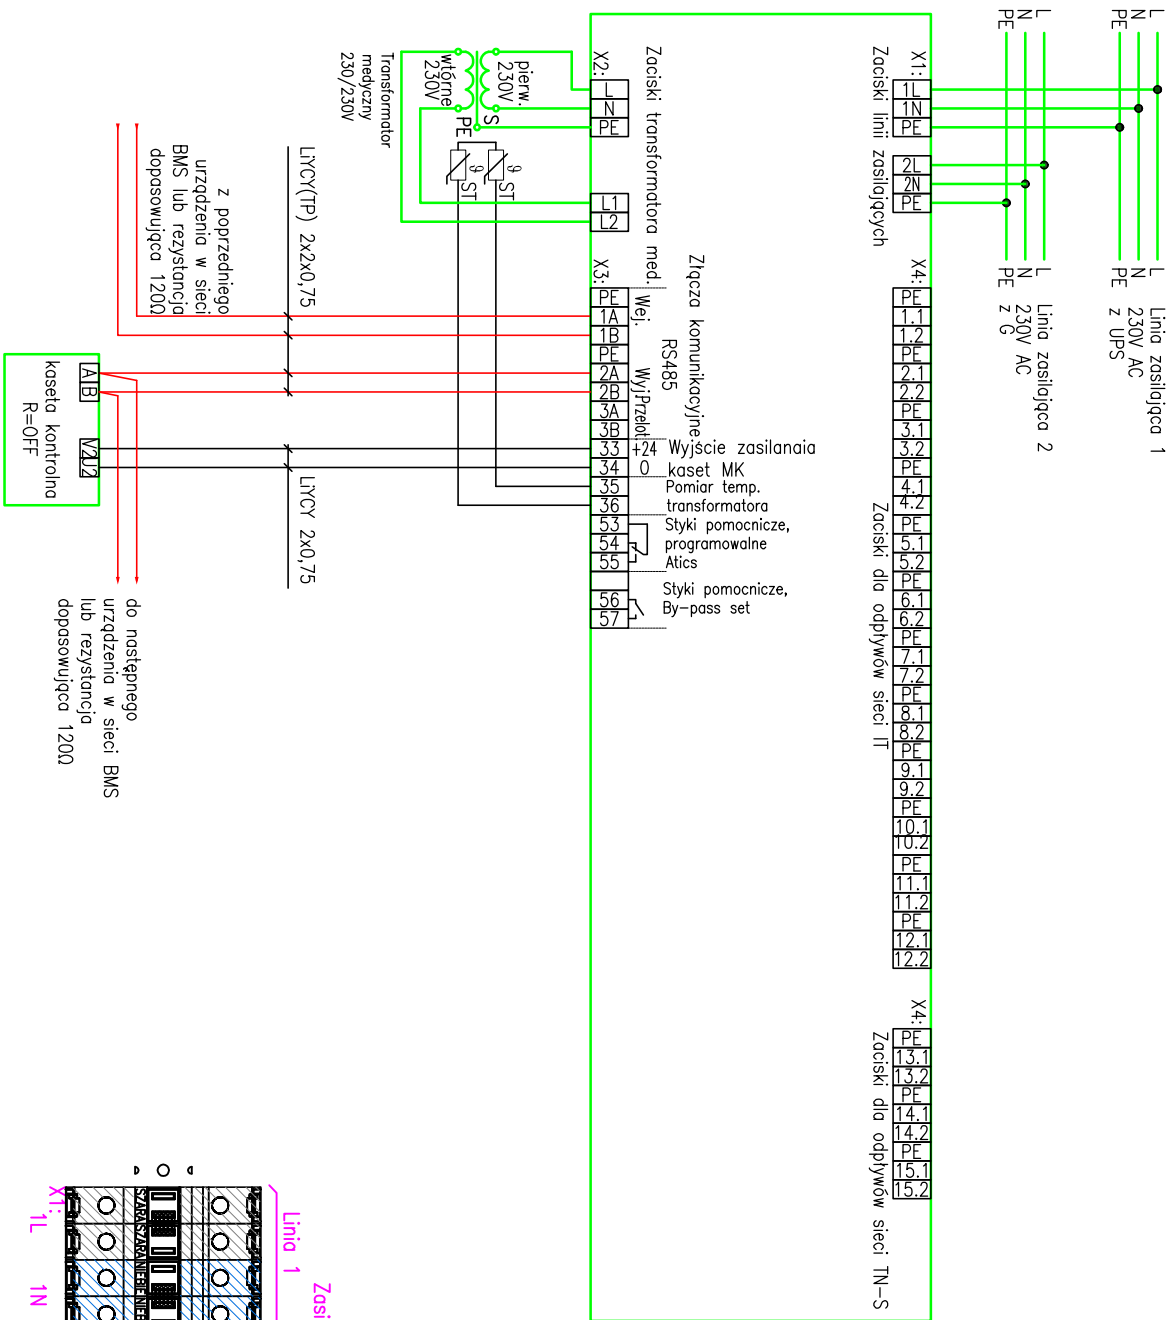 L
N
PE
L
N
PE
L
N
PE
z G
Linia zasilająca 2
230V AC
L
N
PE
z UPS
Linia zasilająca 1
230V AC
X1:
Zaciski linii zasilających
1L
1N
PE
2L
2N
PE
X2:
Zaciski transformatora med.
L
N
PE
L1
L2
pierw.
230V
wtórne
230V
S
PE
ϑ
ST
ϑ
ST
Transformator
medyczny
230/230V
X3:
Złącza komunikacyjne
RS485
Wej.
Wyj
Przelot
PE
1A
1B
PE
2A
2B
3A
3B
33
34
35
36
53
54
55
56
57
+24
0
Wyjście zasilanaia
kaset MK
Pomiar temp.
transformatora
Styki pomocnicze,
programowalne
Atics
Styki pomocnicze,
By-pass set
X4:
Zaciski dla odpływów sieci IT
PE
1.1
1.2
PE
2.1
2.2
PE
3.1
3.2
PE
4.1
4.2
PE
5.1
5.2
PE
6.1
6.2
PE
7.1
7.2
PE
8.1
8.2
PE
9.1
9.2
PE
10.1
10.2
PE
11.1
11.2
PE
12.1
12.2
X4:
Zaciski dla odpływów sieci TN-S
PE
13.1
13.2
PE
14.1
14.2
PE
15.1
15.2
LiYCY(TP) 2x2x0,75
LiYCY 2x0,75
z poprzedniego
urządzenia w sieci
BMS lub rezystancja
dopasowująca 120Ω
A
B
V2
U2
kaseta kontrolna
R=OFF
do następnego
urządzenia w sieci BMS
lub rezystancja
dopasowująca 120Ω
Linia 1
Zasi
X1:
1L
1N
SZARA
SZARA
NIEBIE
NIEB